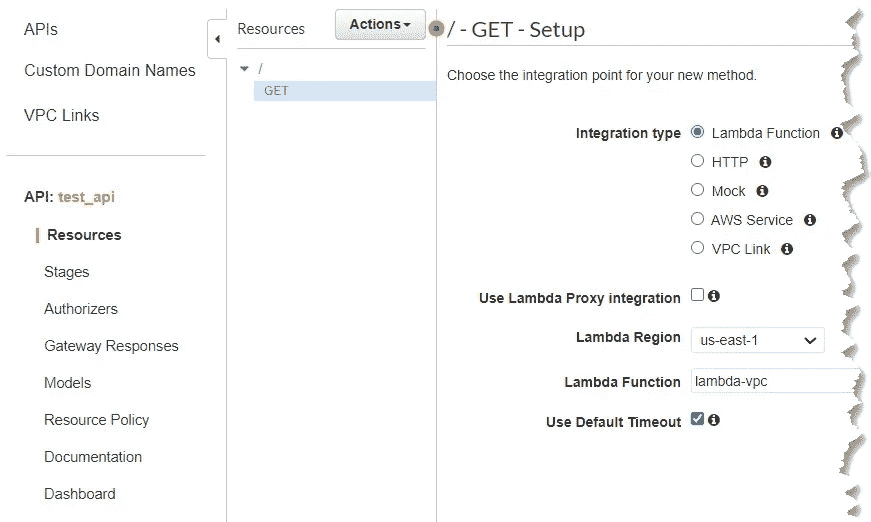 APIs
Custom Domain Names
VPC Links
API: test_api
Resources
Stages
Authorizers
Gateway Responses
Models
Resource Policy
Documentation
Dashboard
Resources
Actions
/
GET
/ - GET - Setup
Choose the integration point for your new method.
Integration type Lambda Function
HTTP
Mock
AWS Service
VPC Link
Use Lambda Proxy integration
Lambda Region us-east-1
Lambda Function lambda-vpc
Use Default Timeout